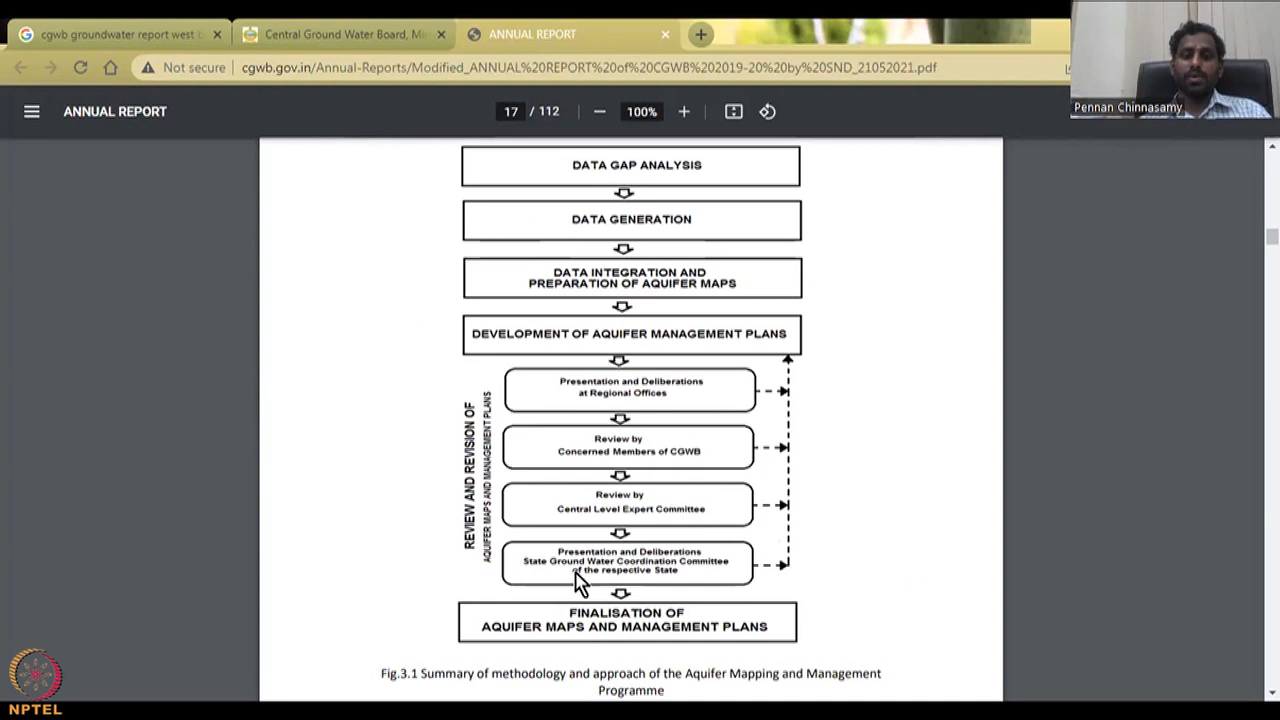 cgwb groundwater report west b
Central Ground Water Board, Mi
ANNUAL REPORT
Not secure
cgwb.gov.in/Annual-Reports/Modified_ANNUAL%20REPORT%20of%20CGWB%202019-20%20by%20SND_21052021.pdf
Pennan Chinnasamy
ANNUAL REPORT
17 / 112
100%
DATA GAP ANALYSIS
DATA GENERATION
DATA INTEGRATION AND
PREPARATION OF AQUIFER MAPS
DEVELOPMENT OF AQUIFER MANAGEMENT PLANS
REVIEW AND REVISION OF
AQUIFER MAPS AND MANAGEMENT PLANS
Presentation and Deliberations
at Regional Offices
Review by
Concerned Members of CGWB
Review by
Central Level Expert Committee
Presentation and Deliberations
State Ground Water Coordination Committee
of the respective State
FINALISATION OF
AQUIFER MAPS AND MANAGEMENT PLANS
Fig.3.1 Summary of methodology and approach of the Aquifer Mapping and Management
Programme
NPTEL